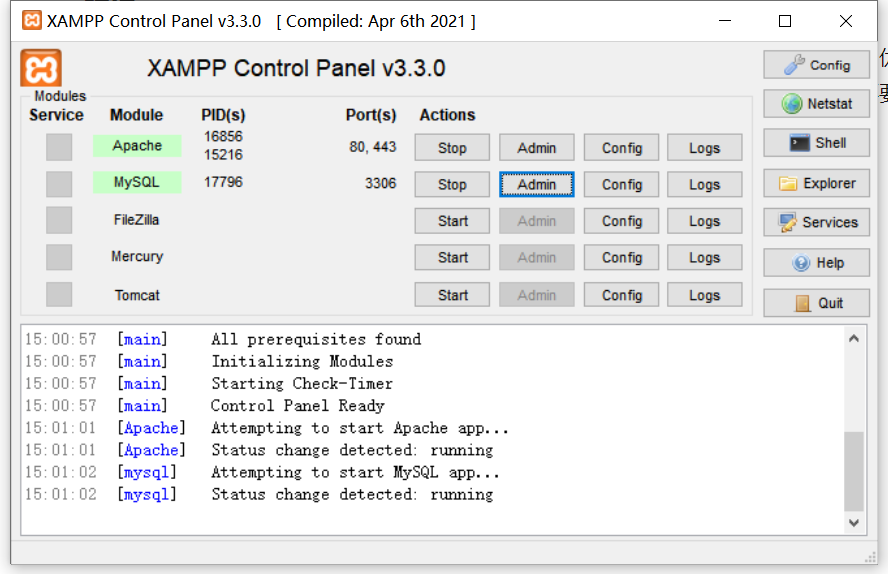 XAMPP Control Panel v3.3.0 [ Compiled: Apr 6th 2021 ]
XAMPP Control Panel v3.3.0
Config
Modules
Service Module PID(s) Port(s) Actions
Netstat
Apache 16856 15216 80, 443 Stop Admin Config Logs
Shell
MySQL 17796 3306 Stop Admin Config Logs
Explorer
FileZilla Start Admin Config Logs
Services
Mercury Start Admin Config Logs
Help
Tomcat Start Admin Config Logs
Quit
15:00:57 [main] All prerequisites found
15:00:57 [main] Initializing Modules
15:00:57 [main] Starting Check-Timer
15:00:57 [main] Control Panel Ready
15:01:01 [Apache] Attempting to start Apache app...
15:01:01 [Apache] Status change detected: running
15:01:02 [mysql] Attempting to start MySQL app...
15:01:02 [mysql] Status change detected: running